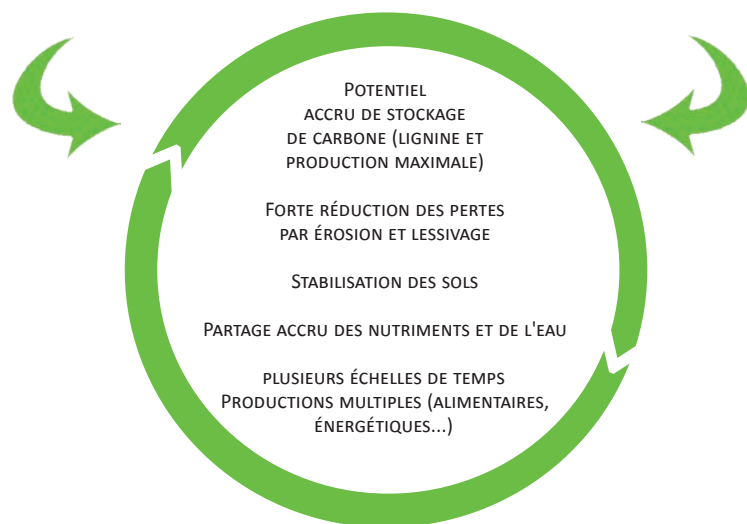 POTENTIEL
ACCRU DE STOCKAGE
DE CARBONE (LIGNINE ET
PRODUCTION MAXIMALE)
FORTE RÉDUCTION DES PERTES
PAR ÉROSION ET LESSIVAGE
STABILISATION DES SOLS
PARTAGE ACCRU DES NUTRIMENTS ET DE L'EAU
PLUSIEURS ÉCHELLES DE TEMPS
PRODUCTIONS MULTIPLES (ALIMENTAIRES,
ÉNERGÉTIQUES...)